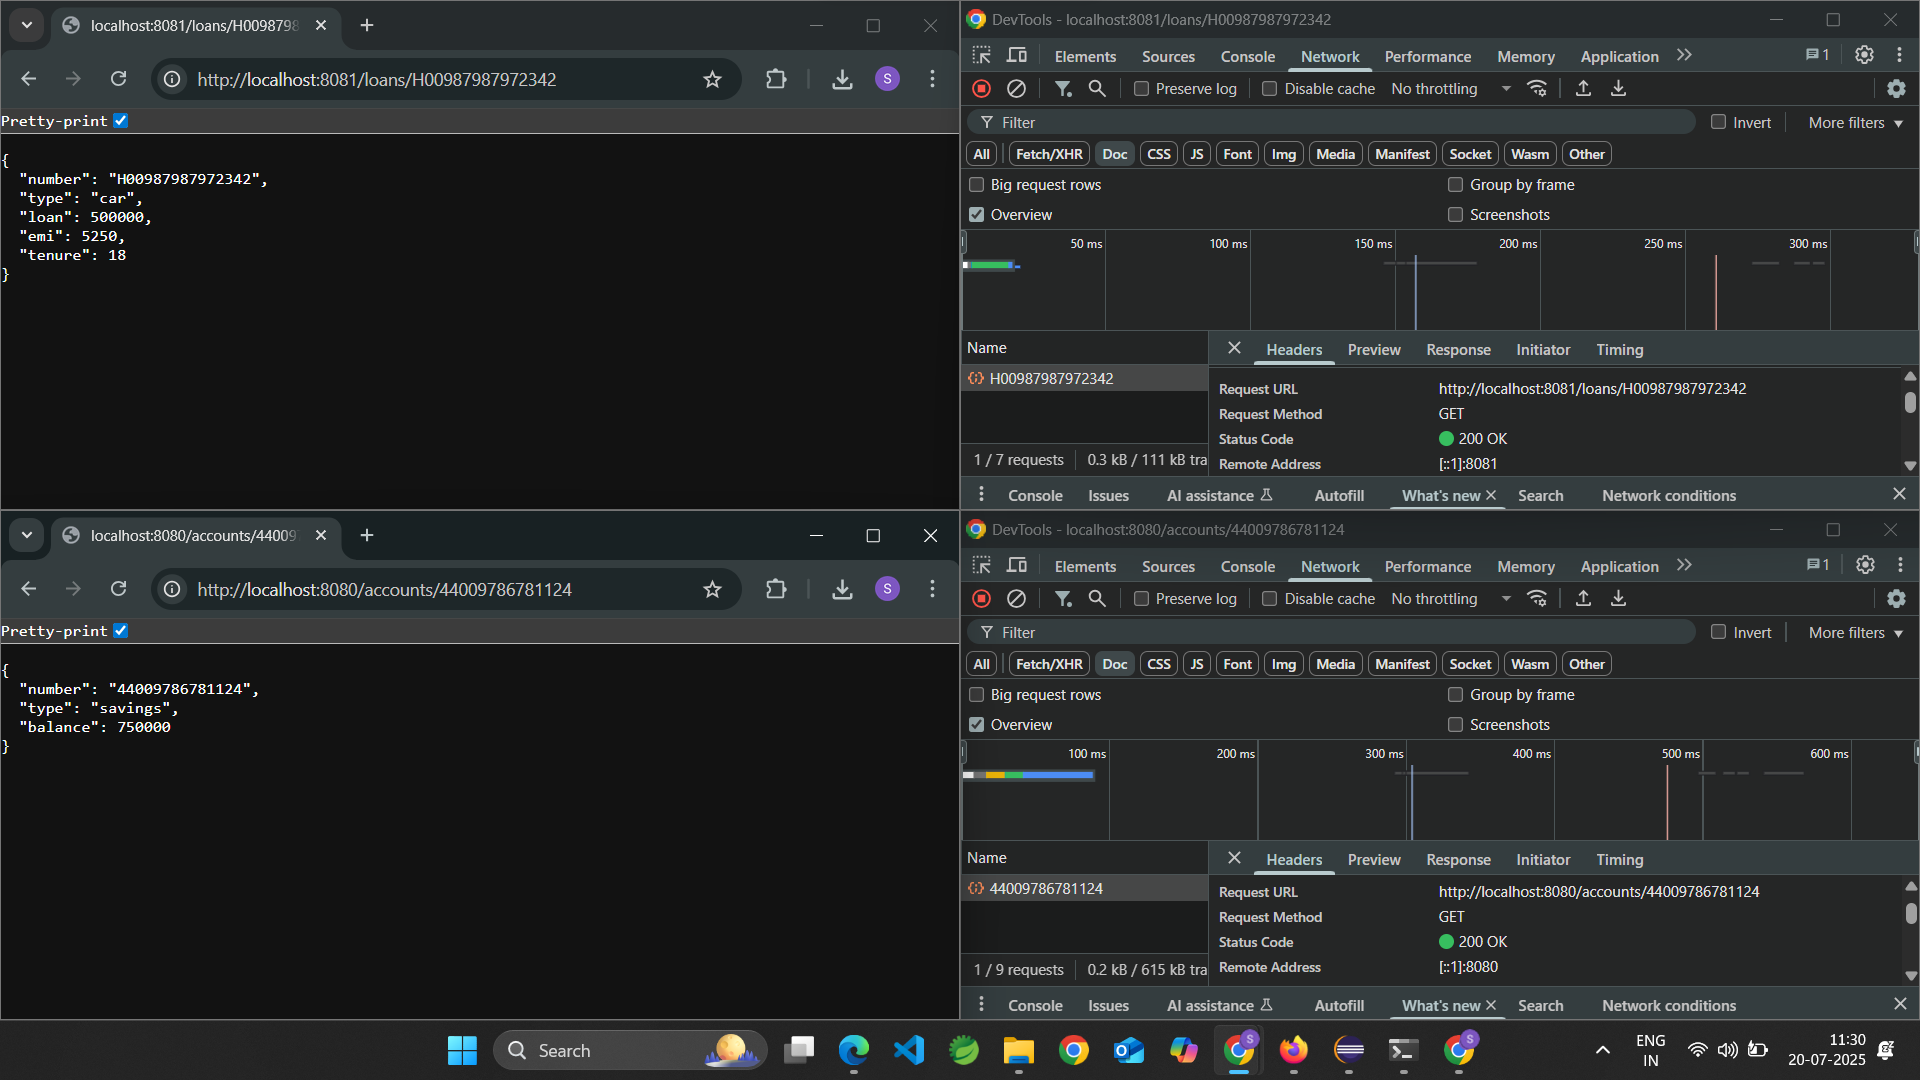 localhost:8081/loans/H0098798
http://localhost:8081/loans/H00987987972342
S
Pretty-print
{
"number": "H00987987972342",
"type": "car",
"loan": 500000,
"emi": 5250,
"tenure": 18
}
DevTools - localhost:8081/loans/H00987987972342
Elements Sources Console Network Performance Memory Application 1
Preserve log Disable cache No throttling
Filter Invert More filters
All Fetch/XHR Doc CSS JS Font Img Media Manifest Socket Wasm Other
Big request rows Group by frame
Overview Screenshots
50 ms 100 ms 150 ms 200 ms 250 ms 300 ms
Name Headers Preview Response Initiator Timing
H00987987972342
Request URL http://localhost:8081/loans/H00987987972342
Request Method GET
Status Code 200 OK
Remote Address [::1]:8081
1 / 7 requests 0.3 kB / 111 kB tra
Console Issues AI assistance Autofill What's new Search Network conditions
localhost:8080/accounts/44009
http://localhost:8080/accounts/44009786781124
S
Pretty-print
{
"number": "44009786781124",
"type": "savings",
"balance": 750000
}
DevTools - localhost:8080/accounts/44009786781124
Elements Sources Console Network Performance Memory Application 1
Preserve log Disable cache No throttling
Filter Invert More filters
All Fetch/XHR Doc CSS JS Font Img Media Manifest Socket Wasm Other
Big request rows Group by frame
Overview Screenshots
100 ms 200 ms 300 ms 400 ms 500 ms 600 ms
Name Headers Preview Response Initiator Timing
44009786781124
Request URL http://localhost:8080/accounts/44009786781124
Request Method GET
Status Code 200 OK
Remote Address [::1]:8080
1 / 9 requests 0.2 kB / 615 kB tra
Console Issues AI assistance Autofill What's new Search Network conditions
Search
S
S
ENG
IN
11:30
20-07-2025